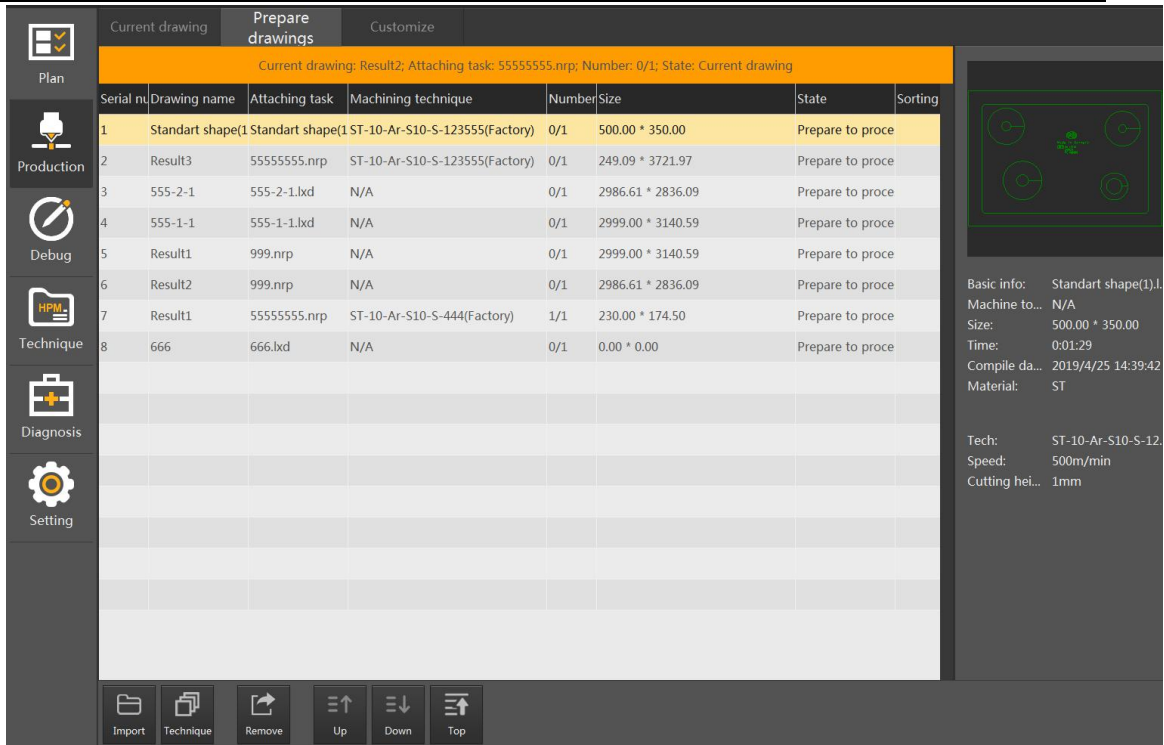 Current drawing
Prepare drawings
Customize
Plan
Production
Debug
HPM
Technique
Diagnosis
Setting
Current drawing: Result2; Attaching task: 55555555.nrp; Number: 0/1; State: Current drawing
Serial nu Drawing name Attaching task Machining technique Number Size State Sorting
1 Standart shape(1 Standart shape(1 ST-10-Ar-S10-S-123555(Factory) 0/1 500.00 * 350.00 Prepare to proce
2 Result3 55555555.nrp ST-10-Ar-S10-S-123555(Factory) 0/1 249.09 * 3721.97 Prepare to proce
3 555-2-1 555-2-1.lxd N/A 0/1 2986.61 * 2836.09 Prepare to proce
4 555-1-1 555-1-1.lxd N/A 0/1 2999.00 * 3140.59 Prepare to proce
5 Result1 999.nrp N/A 0/1 2999.00 * 3140.59 Prepare to proce
6 Result2 999.nrp N/A 0/1 2986.61 * 2836.09 Prepare to proce
7 Result1 55555555.nrp ST-10-Ar-S10-S-444(Factory) 1/1 230.00 * 174.50 Prepare to proce
8 666 666.lxd N/A 0/1 0.00 * 0.00 Prepare to proce
Basic info: Standart shape(1).l.
Machine to... N/A
Size: 500.00 * 350.00
Time: 0:01:29
Compile da... 2019/4/25 14:39:42
Material: ST
Tech: ST-10-Ar-S10-S-12.
Speed: 500m/min
Cutting hei... 1mm
Import
Technique
Remove
Up
Down
Top